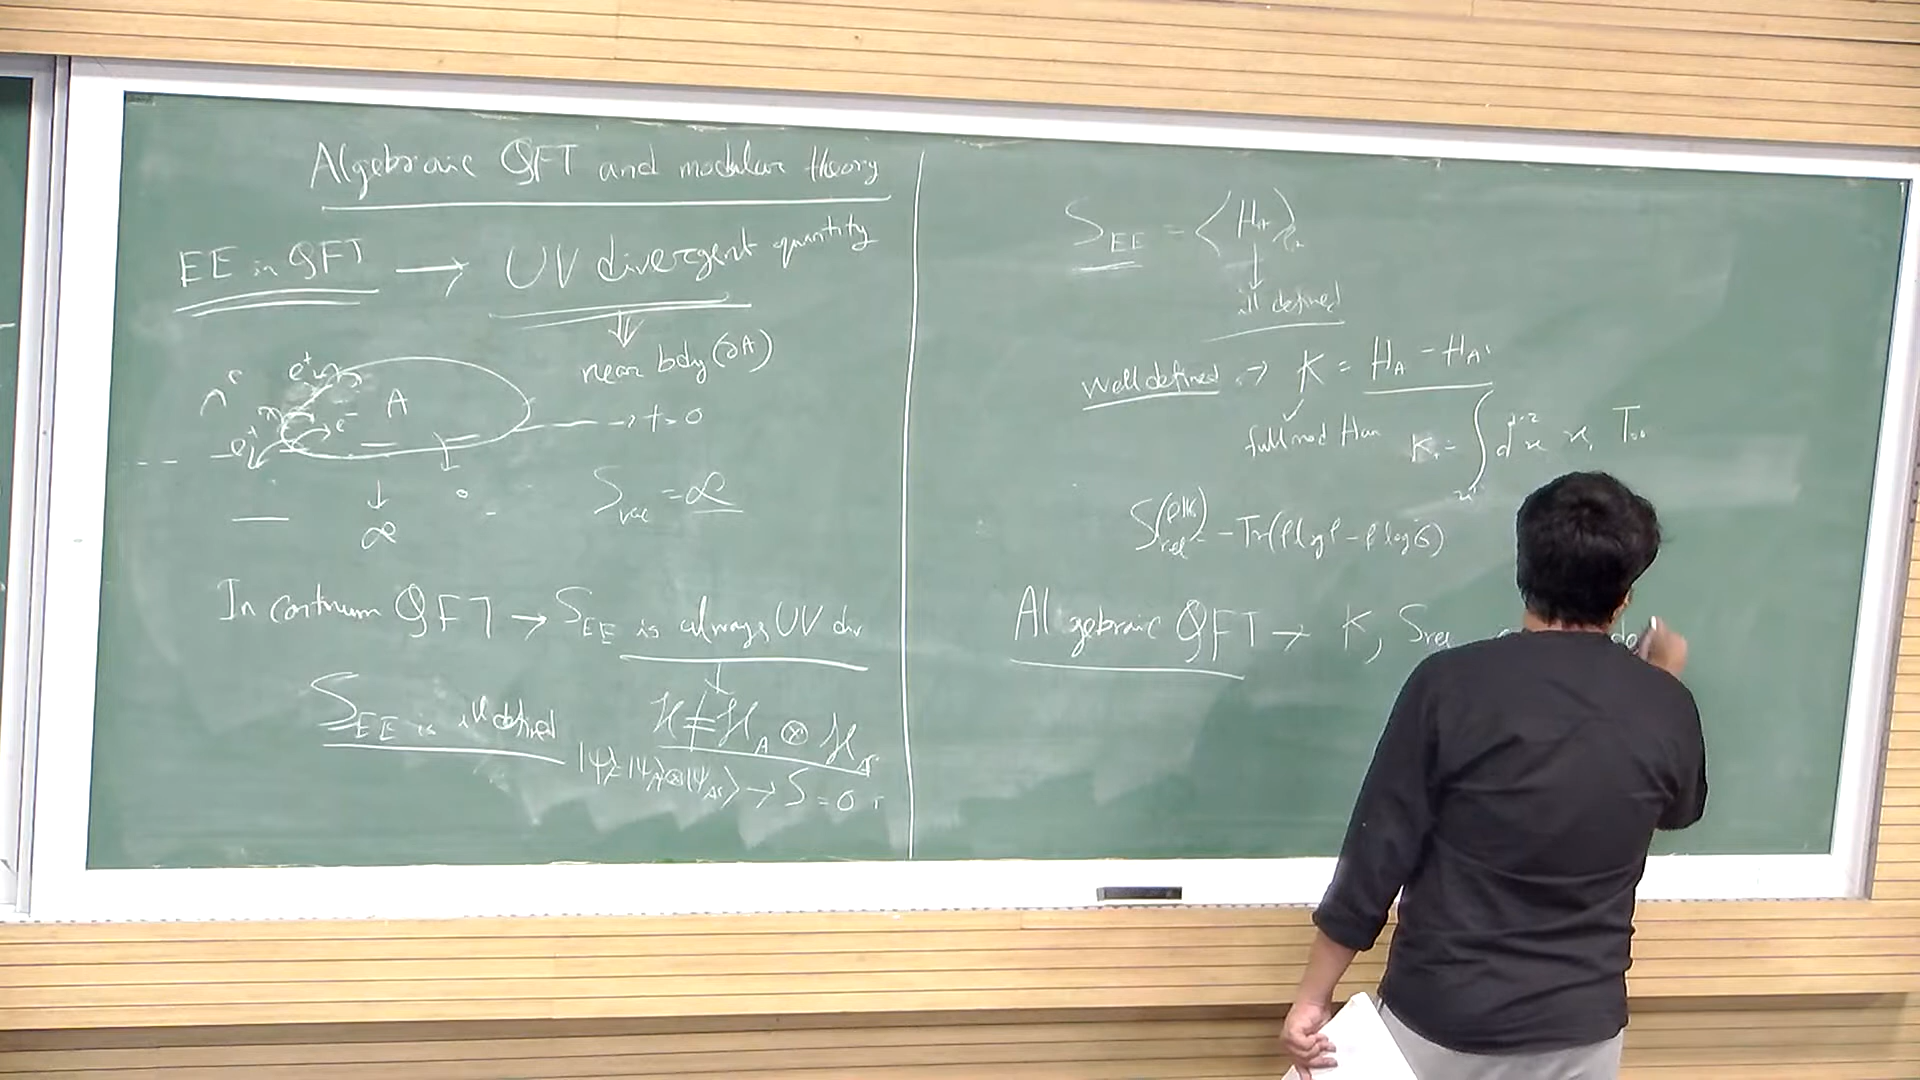 Algebraic QFT and modular theory
EE in QFT → UV divergent quantity
near bdy (∂A)
e⁺
A
e⁻
e⁺
→ t=0
∞
S_vac = ∞
In contnuum QFT → S_EE is always UV div
S_EE is ill defined
H ≠ H_A ⊗ H_A'
|ψ⟩=|ψ_A⟩⊗|ψ_A'⟩ → S=0
S_EE = ⟨H_A⟩
ill defined
Well defined → K = H_A - H_A'
full mod Ham
K = ∫ d^{d-2}x x_1 T_00
S_rel = -Tr(ρ log ρ - ρ log σ)
Algebraic QFT → K, S_rel